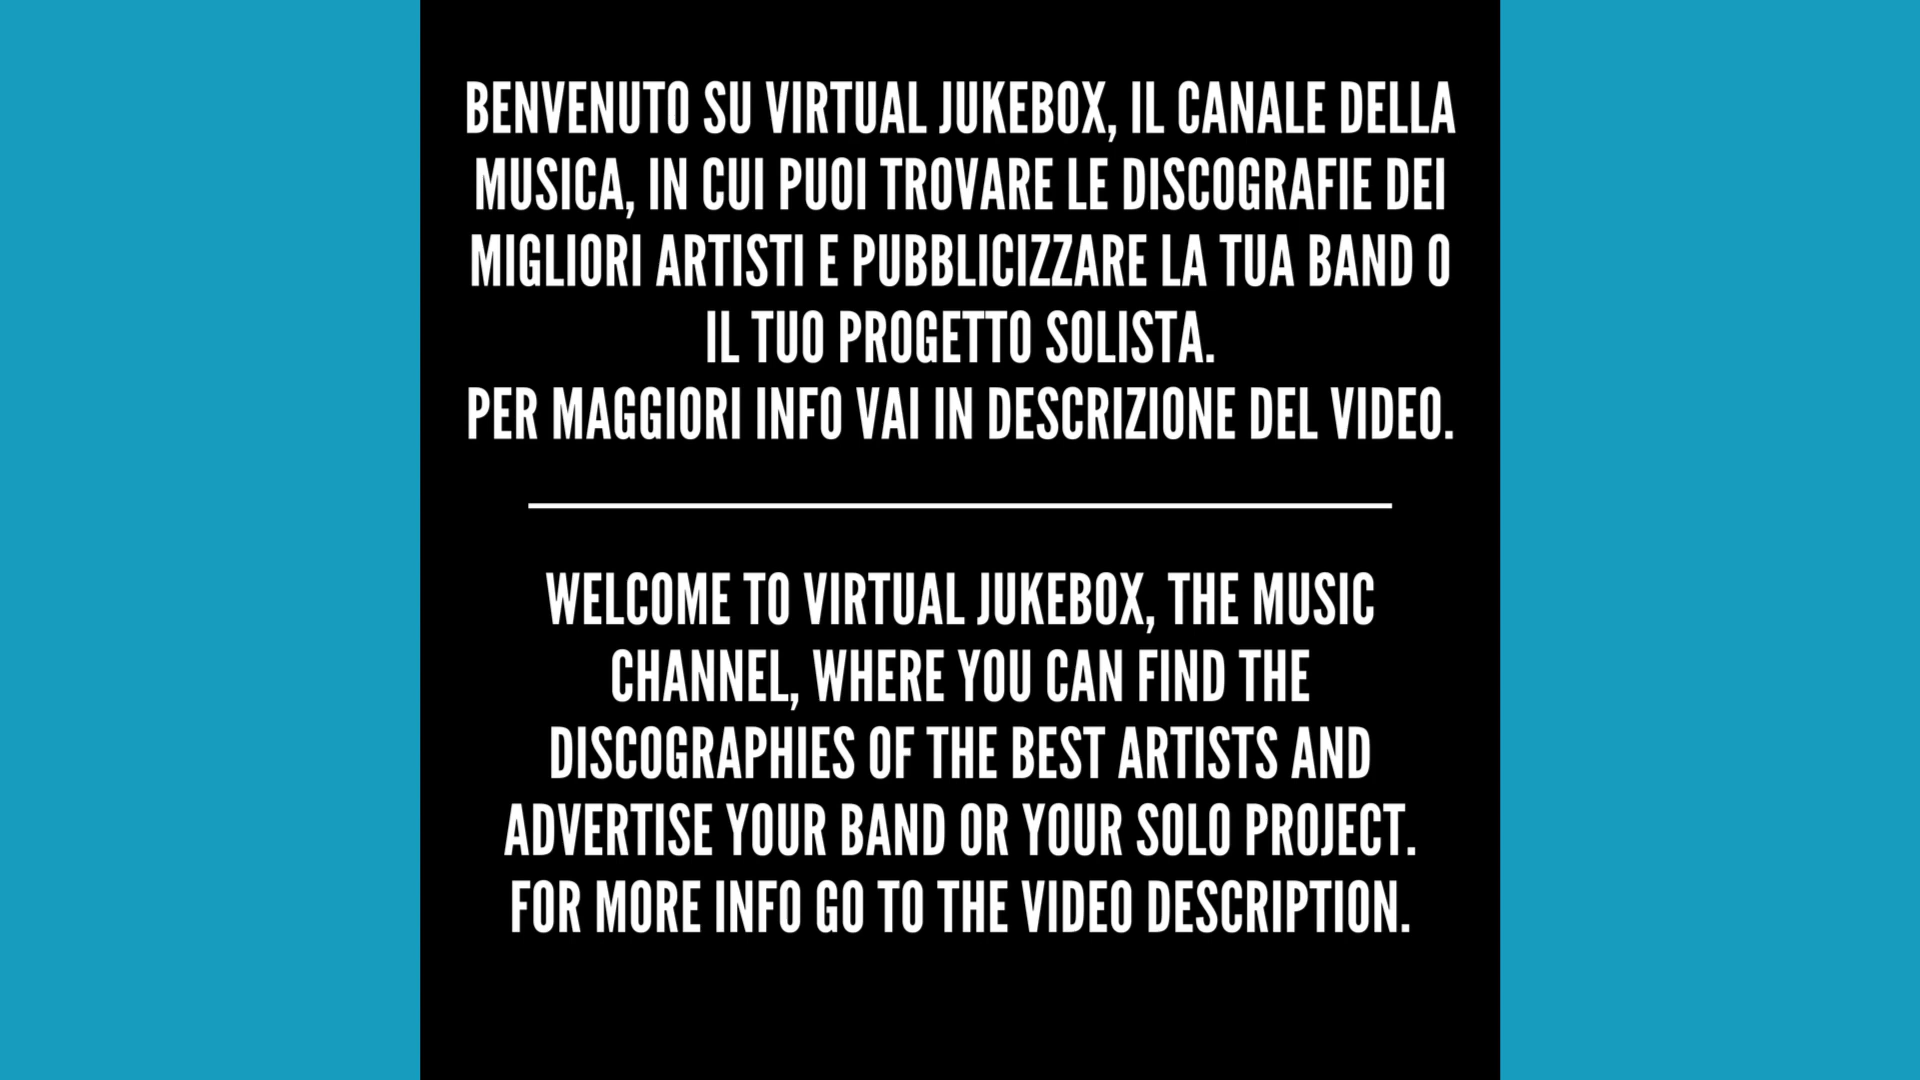 BENVENUTO SU VIRTUAL JUKEBOX, IL CANALE DELLA
MUSICA, IN CUI PUOI TROVARE LE DISCOGRAFIE DEI
MIGLIORI ARTISTI E PUBBLICIZZARE LA TUA BAND O
IL TUO PROGETTO SOLISTA.
PER MAGGIORI INFO VAI IN DESCRIZIONE DEL VIDEO.
WELCOME TO VIRTUAL JUKEBOX, THE MUSIC
CHANNEL, WHERE YOU CAN FIND THE
DISCOGRAPHIES OF THE BEST ARTISTS AND
ADVERTISE YOUR BAND OR YOUR SOLO PROJECT.
FOR MORE INFO GO TO THE VIDEO DESCRIPTION.